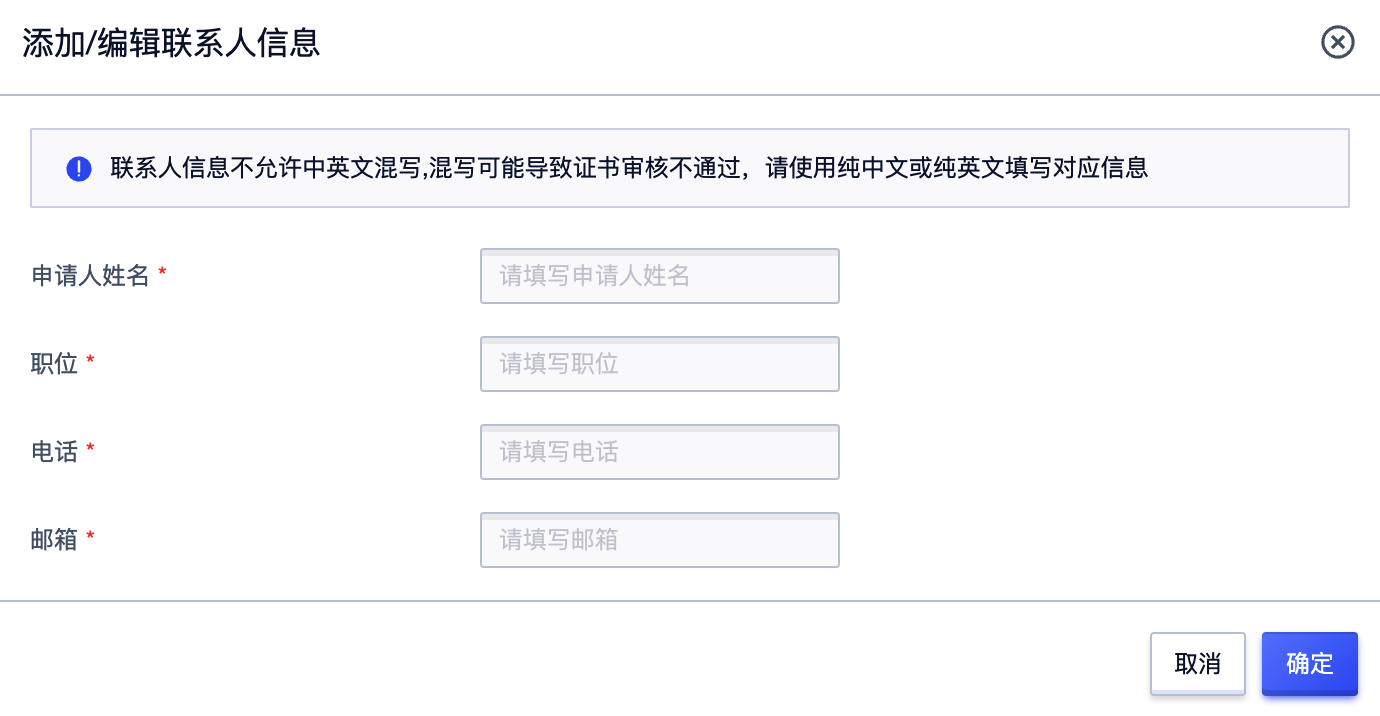 添加/编辑联系人信息
联系人信息不允许中英文混写,混写可能导致证书审核不通过，请使用纯中文或纯英文填写对应信息
申请人姓名 *
请填写申请人姓名
职位 *
请填写职位
电话 *
请填写电话
邮箱 *
请填写邮箱
取消
确定